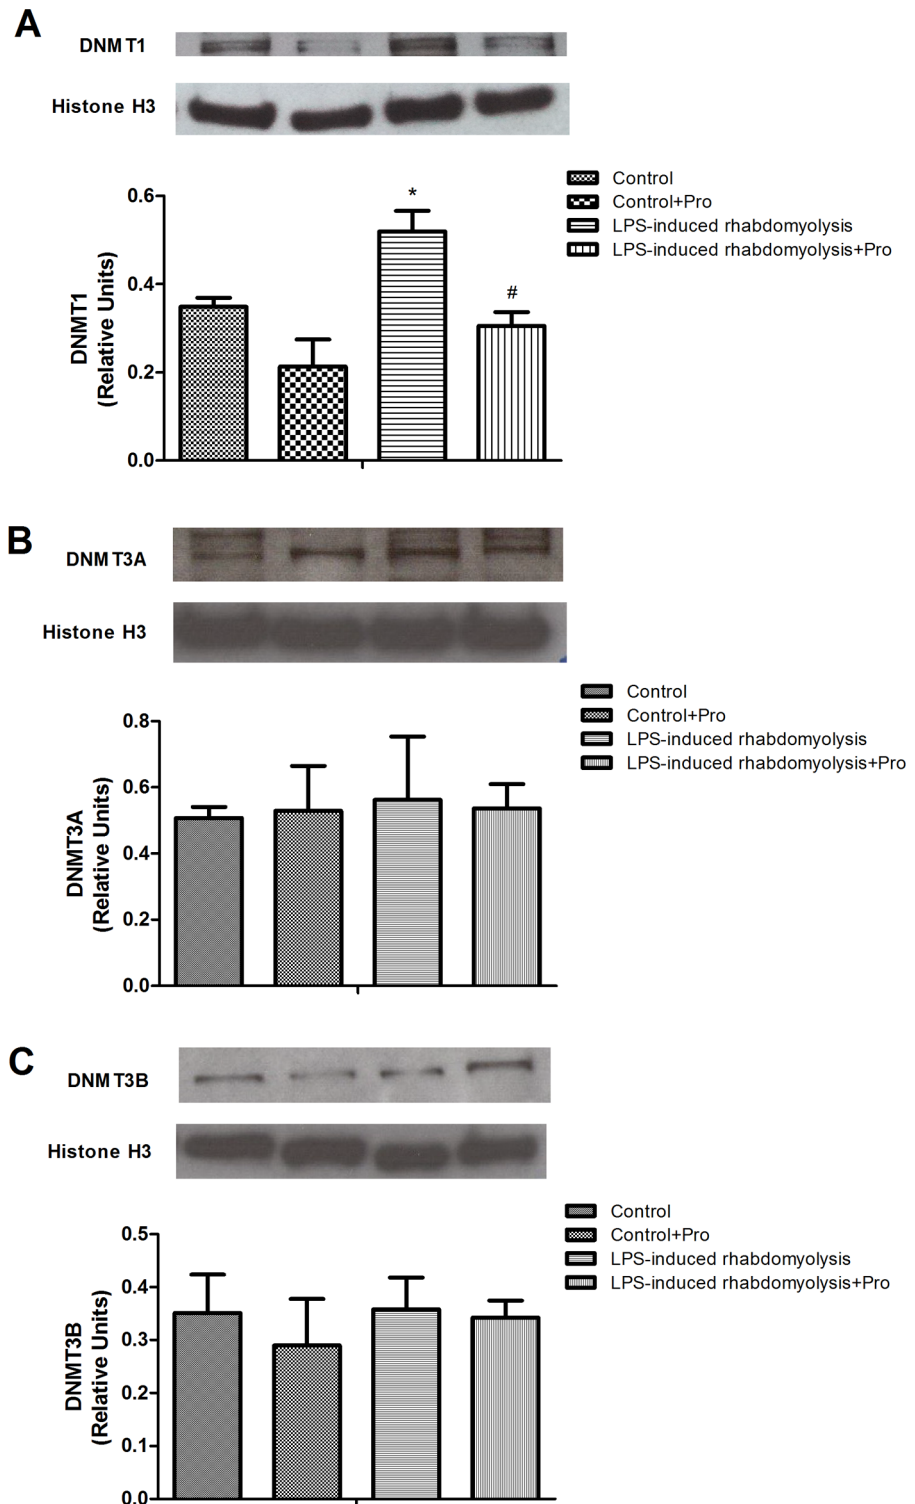 A
DNMT1
Histone H3
Control
Control+Pro
LPS-induced rhabdomyolysis
LPS-induced rhabdomyolysis+Pro
0.6
0.4
0.2
0.0
DNMT1
(Relative Units)
*
#
B
DNMT3A
Histone H3
Control
Control+Pro
LPS-induced rhabdomyolysis
LPS-induced rhabdomyolysis+Pro
0.8
0.6
0.4
0.2
0.0
DNMT3A
(Relative Units)
C
DNMT3B
Histone H3
Control
Control+Pro
LPS-induced rhabdomyolysis
LPS-induced rhabdomyolysis+Pro
0.5
0.4
0.3
0.2
0.1
0.0
DNMT3B
(Relative Units)